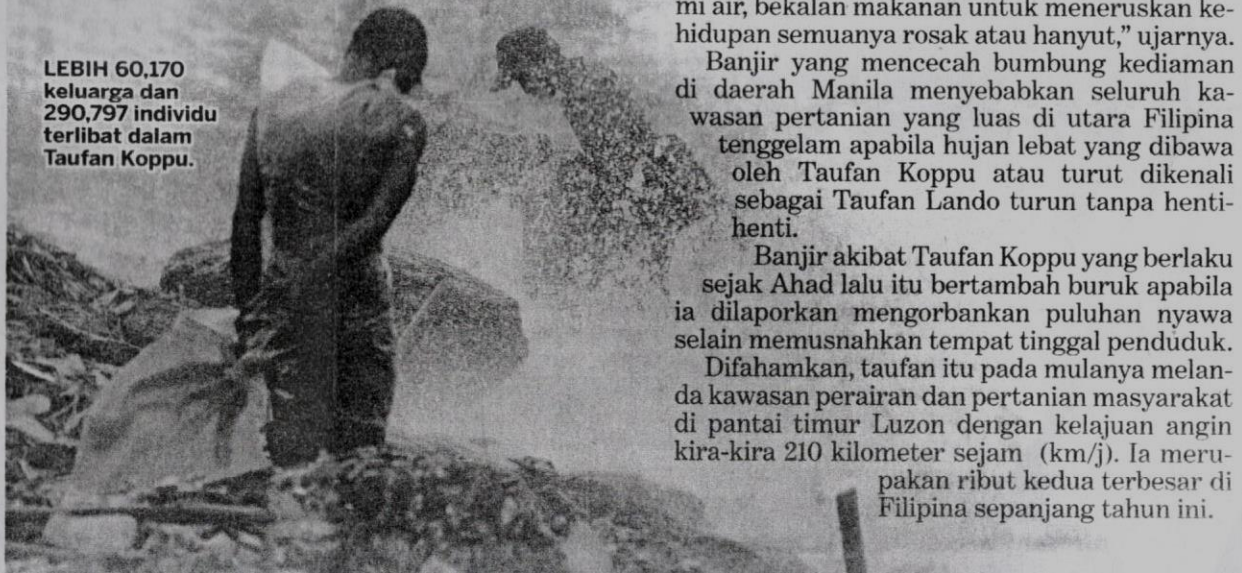 LEBIH 60,170
keluarga dan
290,797 individu
terlibat dalam
Taufan Koppu.
mi air, bekalan makanan untuk meneruskan ke-
hidupan semuanya rosak atau hanyut,” ujarnya.
Banjir yang mencecah bumbung kediaman
di daerah Manila menyebabkan seluruh ka-
wasan pertanian yang luas di utara Filipina
tenggelam apabila hujan lebat yang dibawa
oleh Taufan Koppu atau turut dikenali
sebagai Taufan Lando turun tanpa henti-
henti.
Banjir akibat Taufan Koppu yang berlaku
sejak Ahad lalu itu bertambah buruk apabila
ia dilaporkan mengorbankan puluhan nyawa
selain memusnahkan tempat tinggal penduduk.
Difahamkan, taufan itu pada mulanya melan-
da kawasan perairan dan pertanian masyarakat
di pantai timur Luzon dengan kelajuan angin
kira-kira 210 kilometer sejam (km/j). Ia meru-
pakan ribut kedua terbesar di
Filipina sepanjang tahun ini.